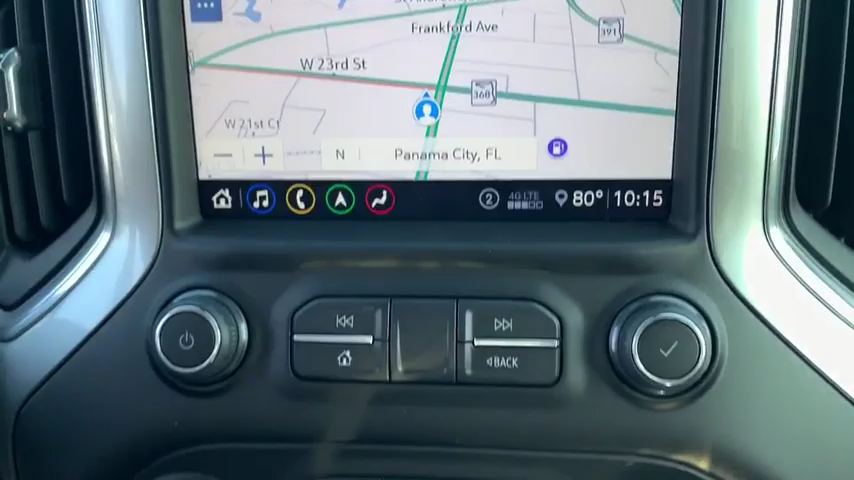 Frankford Ave
391
W 23rd St
368
W 21st Ct
N
Panama City, FL
2
4G LTE
80°
10:15
BACK